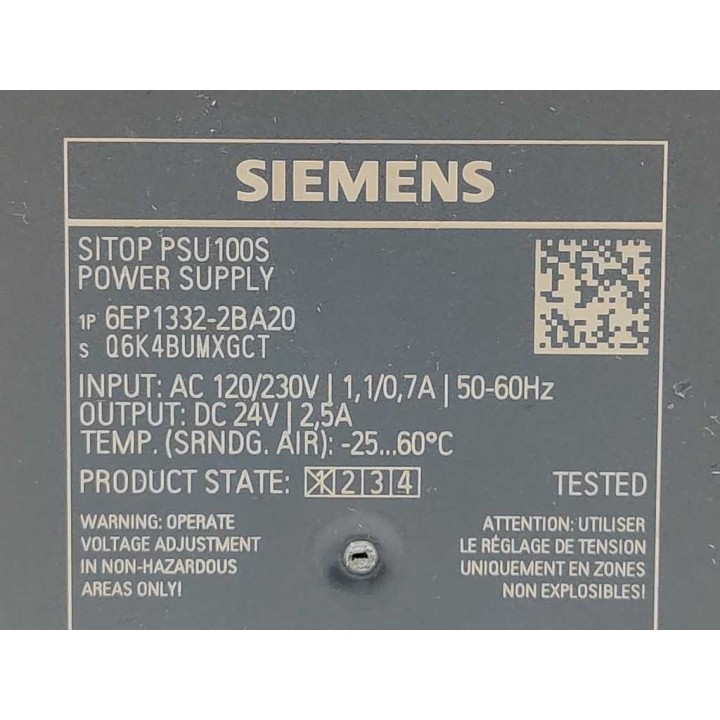 SIEMENS
SITOP PSU100S
POWER SUPPLY
1P 6EP1332-2BA20
S Q6K4BUMXGCT
INPUT: AC 120/230V | 1,1/0,7A | 50-60Hz
OUTPUT: DC 24V | 2,5A
TEMP. (SRNDG. AIR): -25...60°C
PRODUCT STATE: X 2 3 4 TESTED
WARNING: OPERATE
VOLTAGE ADJUSTMENT
IN NON-HAZARDOUS
AREAS ONLY!
ATTENTION: UTILISER
LE RÉGLAGE DE TENSION
UNIQUEMENT EN ZONES
NON EXPLOSIBLES!